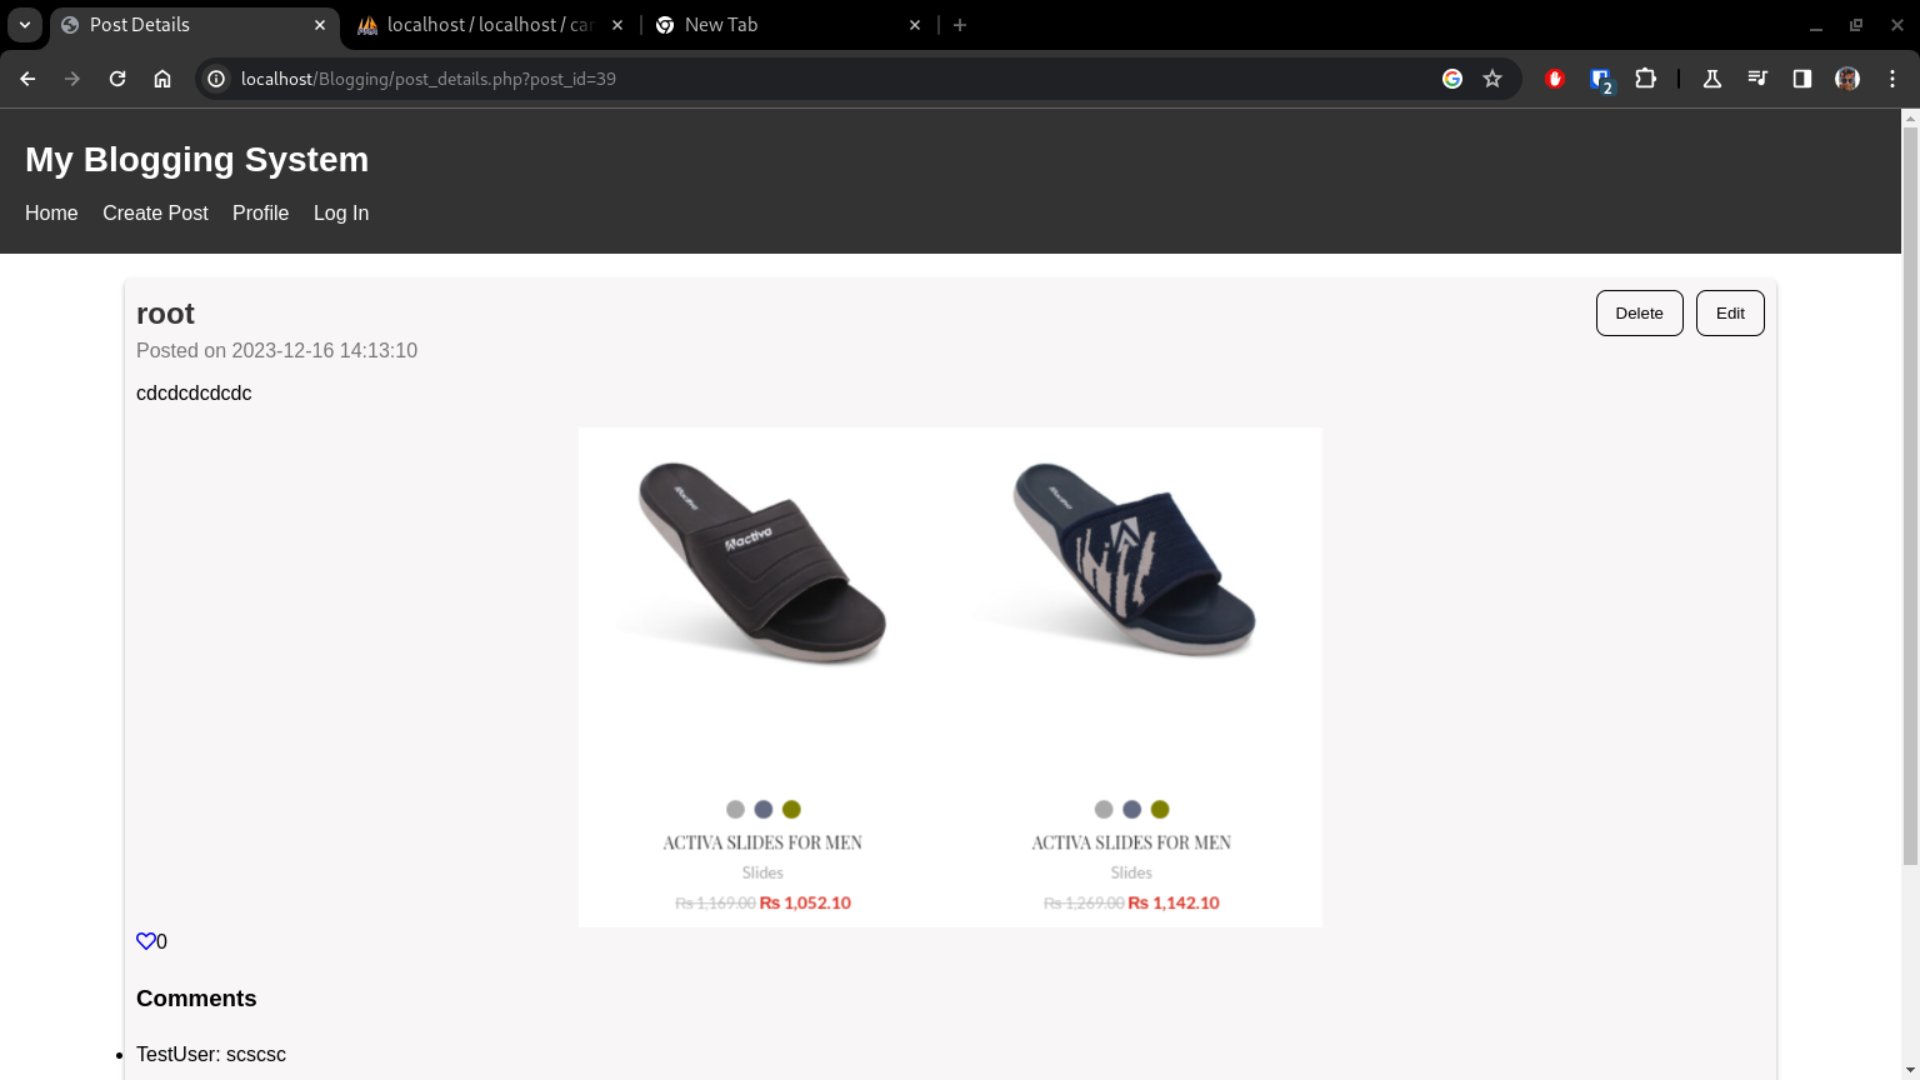 Post Details
localhost / localhost / car
New Tab
localhost/Blogging/post_details.php?post_id=39
2
My Blogging System
Home Create Post Profile Log In
root
Delete Edit
Posted on 2023-12-16 14:13:10
cdcdcdcdcdc
activa
ACTIVA SLIDES FOR MEN
Slides
Rs 1,169.00 Rs 1,052.10
ACTIVA SLIDES FOR MEN
Slides
Rs 1,269.00 Rs 1,142.10
0
Comments
TestUser: scscsc